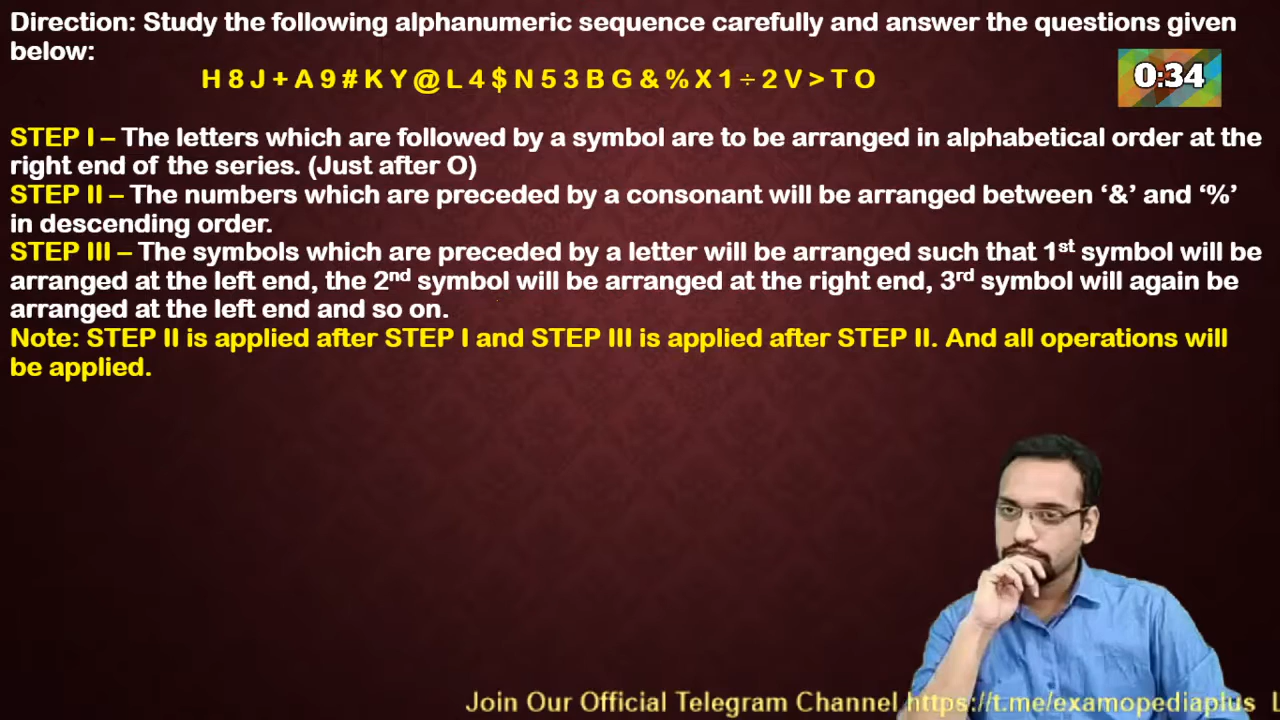 Direction: Study the following alphanumeric sequence carefully and answer the questions given
below:
H 8 J + A 9 # K Y @ L 4 $ N 5 3 B G & % X 1 ÷ 2 V > T O
0:34
STEP I – The letters which are followed by a symbol are to be arranged in alphabetical order at the
right end of the series. (Just after O)
STEP II – The numbers which are preceded by a consonant will be arranged between ‘&’ and ‘%’
in descending order.
STEP III – The symbols which are preceded by a letter will be arranged such that 1st symbol will be
arranged at the left end, the 2nd symbol will be arranged at the right end, 3rd symbol will again be
arranged at the left end and so on.
Note: STEP II is applied after STEP I and STEP III is applied after STEP II. And all operations will
be applied.
Join Our Official Telegram Channel https://t.me/examopediaplus L